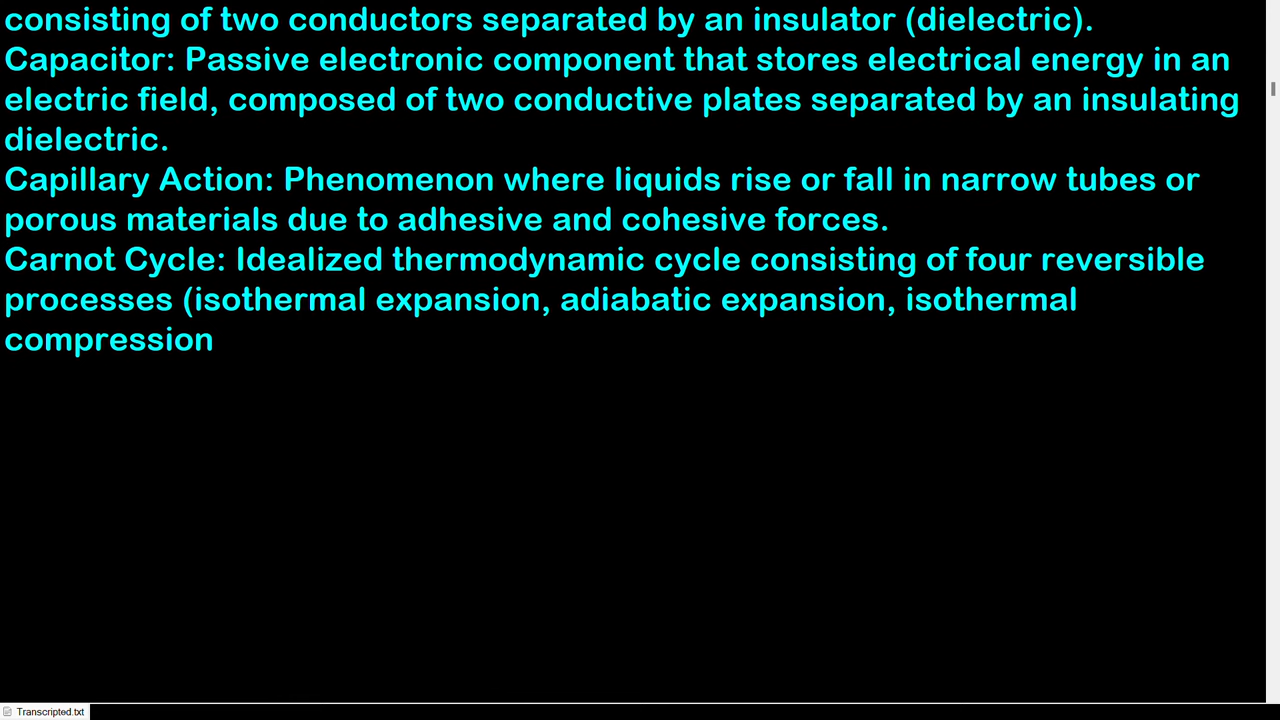 consisting of two conductors separated by an insulator (dielectric).
Capacitor: Passive electronic component that stores electrical energy in an
electric field, composed of two conductive plates separated by an insulating
dielectric.
Capillary Action: Phenomenon where liquids rise or fall in narrow tubes or
porous materials due to adhesive and cohesive forces.
Carnot Cycle: Idealized thermodynamic cycle consisting of four reversible
processes (isothermal expansion, adiabatic expansion, isothermal
compression
Transcripted.txt